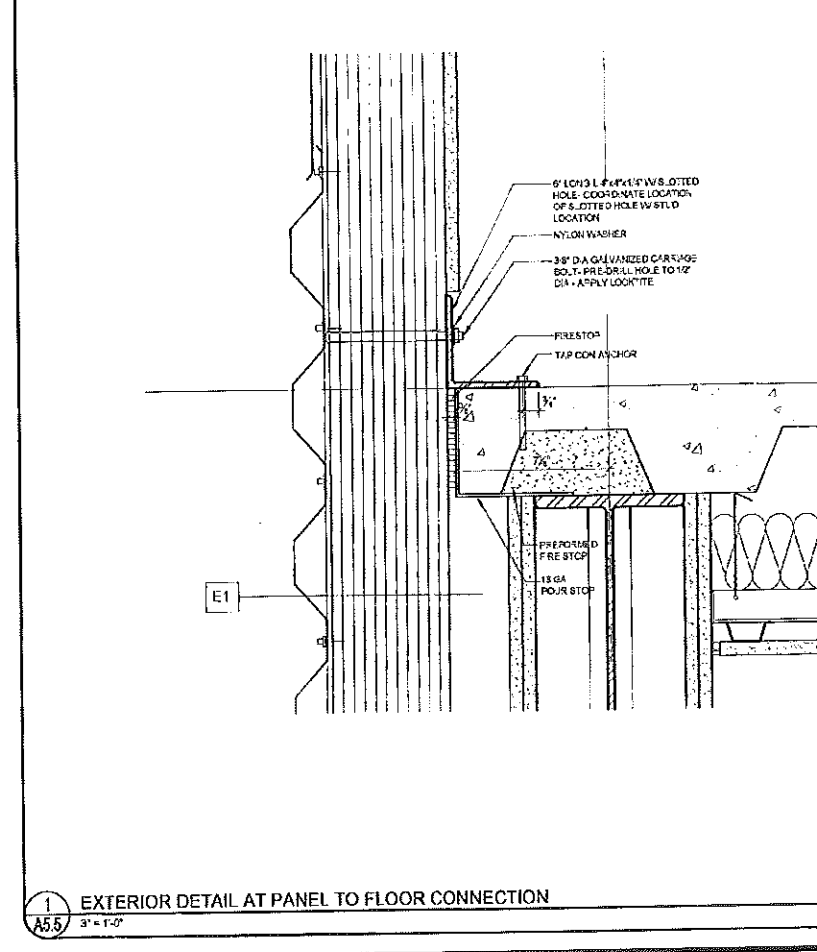 6" LONG L 4"x4"x1/4" W/ SLOTTED
HOLE- COORDINATE LOCATION
OF SLOTTED HOLE W/ STUD
LOCATION
NYLON WASHER
3/8" DIA GALVANIZED CARRIAGE
BOLT- PRE-DRILL HOLE TO 1/2"
DIA - APPLY LOCKTITE
FIRESTOP
TAP CON ANCHOR
3/4"
PREFORMED
FIRE STOP
18 GA
POUR STOP
E1
1
A5.5
EXTERIOR DETAIL AT PANEL TO FLOOR CONNECTION
3" = 1'-0"